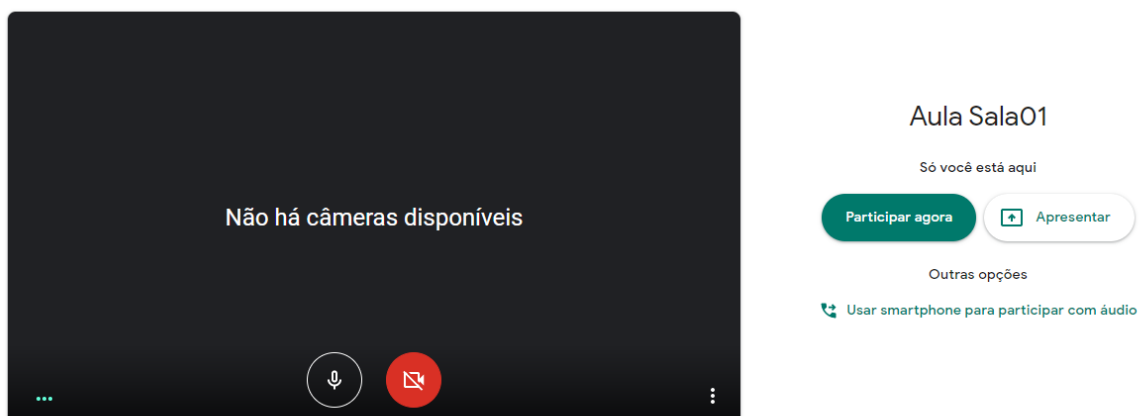 Não há câmeras disponíveis
Aula Sala01
Só você está aqui
Participar agora
Apresentar
Outras opções
Usar smartphone para participar com áudio